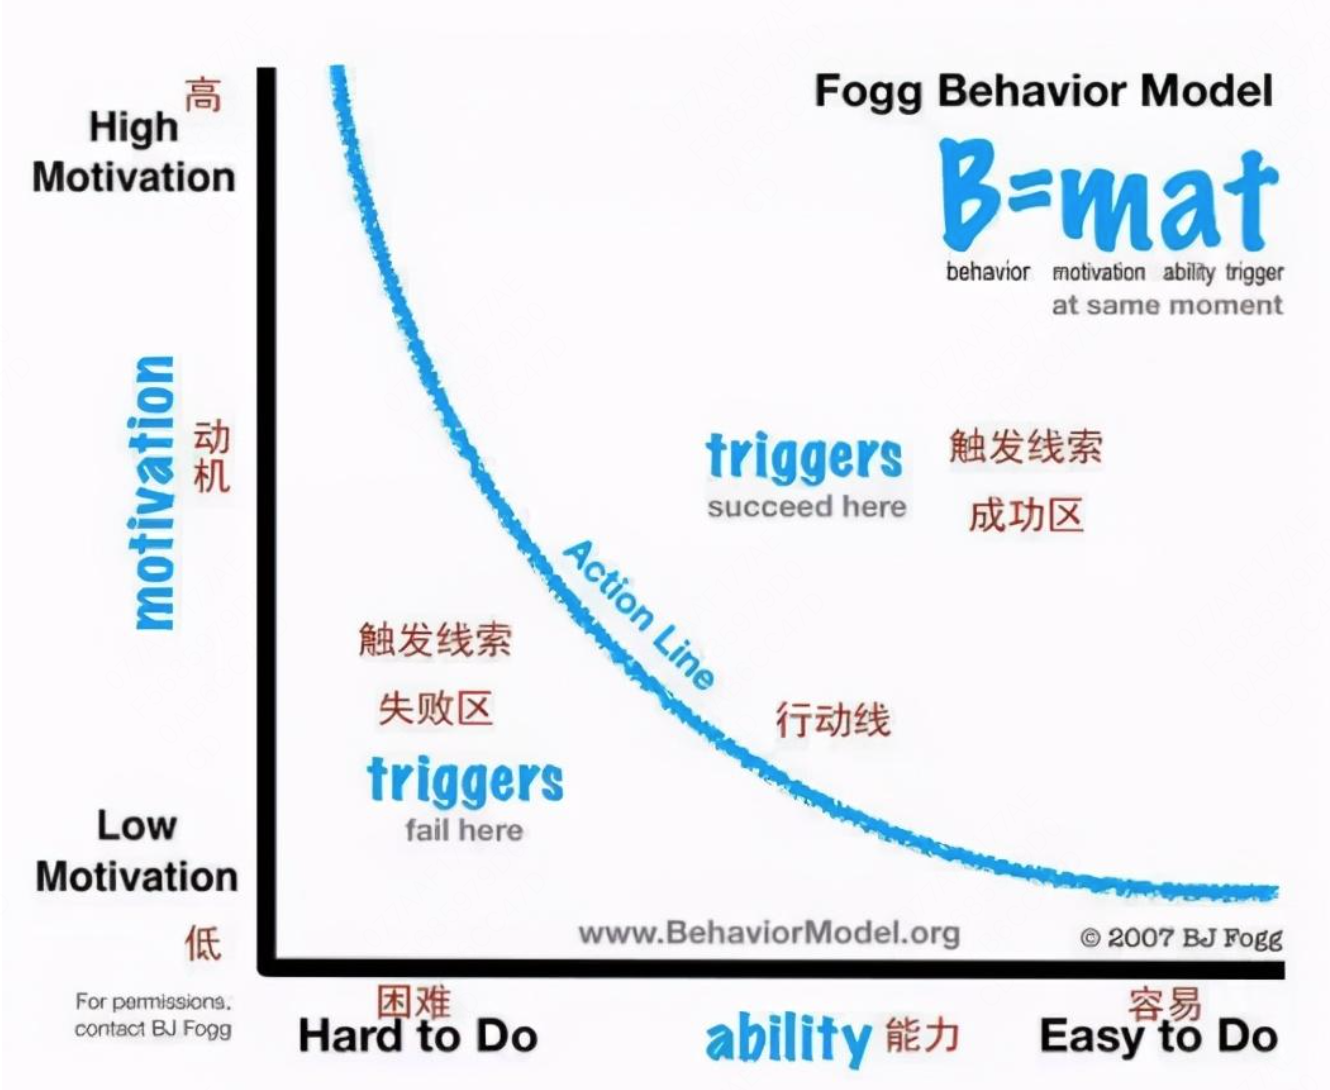 Fogg Behavior Model
B=mat
behavior motivation ability trigger
at same moment
高
High
Motivation
motivation
动
机
triggers
succeed here
触发线索
成功区
Action Line
行动线
触发线索
失败区
triggers
fail here
Low
Motivation
低
www.BehaviorModel.org
© 2007 BJ Fogg
For permissions,
contact BJ Fogg
困难
Hard to Do
ability 能力
容易
Easy to Do